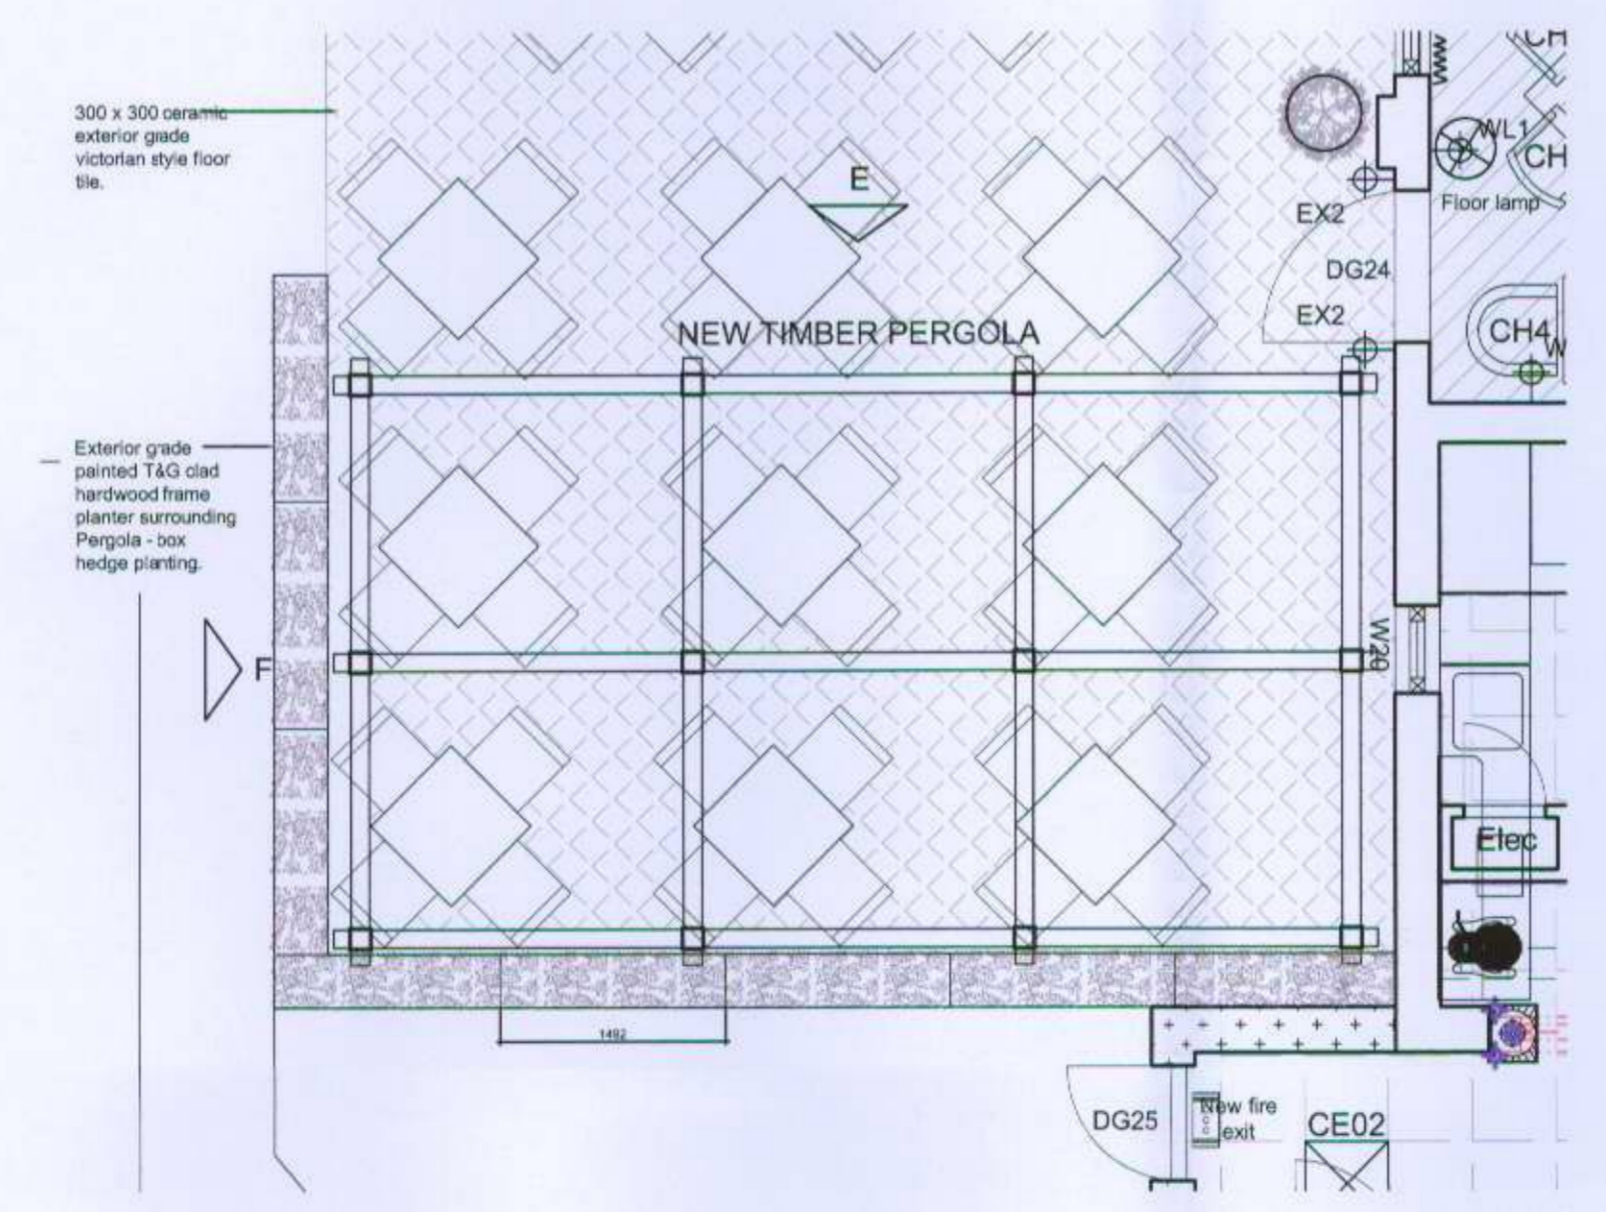 300 x 300 ceramic
exterior grade
victorian style floor
tile.
E
NEW TIMBER PERGOLA
EX2
DG24
EX2
WL1
CH
CH
Floor lamp
CH4
W
Exterior grade
painted T&G clad
hardwood frame
planter surrounding
Pergola - box
hedge planting.
F
W20
Elec
1492
DG25
New fire
exit
CE02